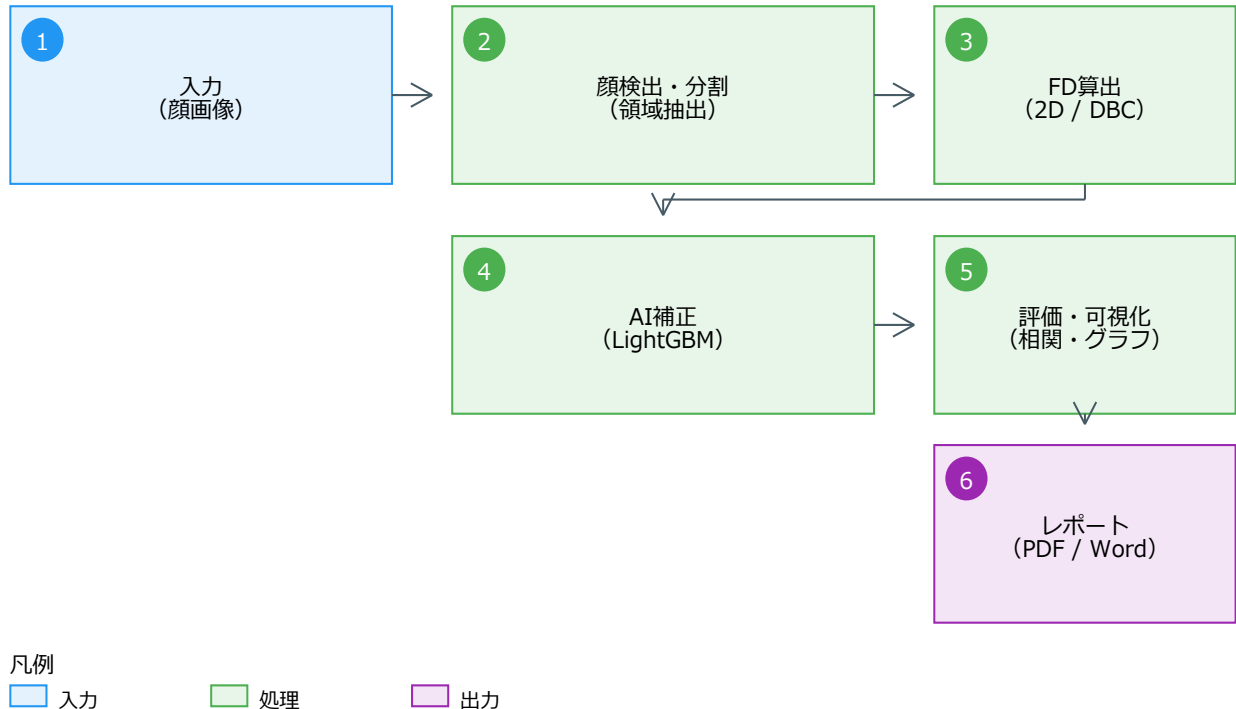 1
入力
（顔画像）
2
顔検出・分割
（領域抽出）
3
FD算出
（2D / DBC）
4
AI補正
（LightGBM）
5
評価・可視化
（相関・グラフ）
6
レポート
（PDF / Word）
凡例
入力
処理
出力